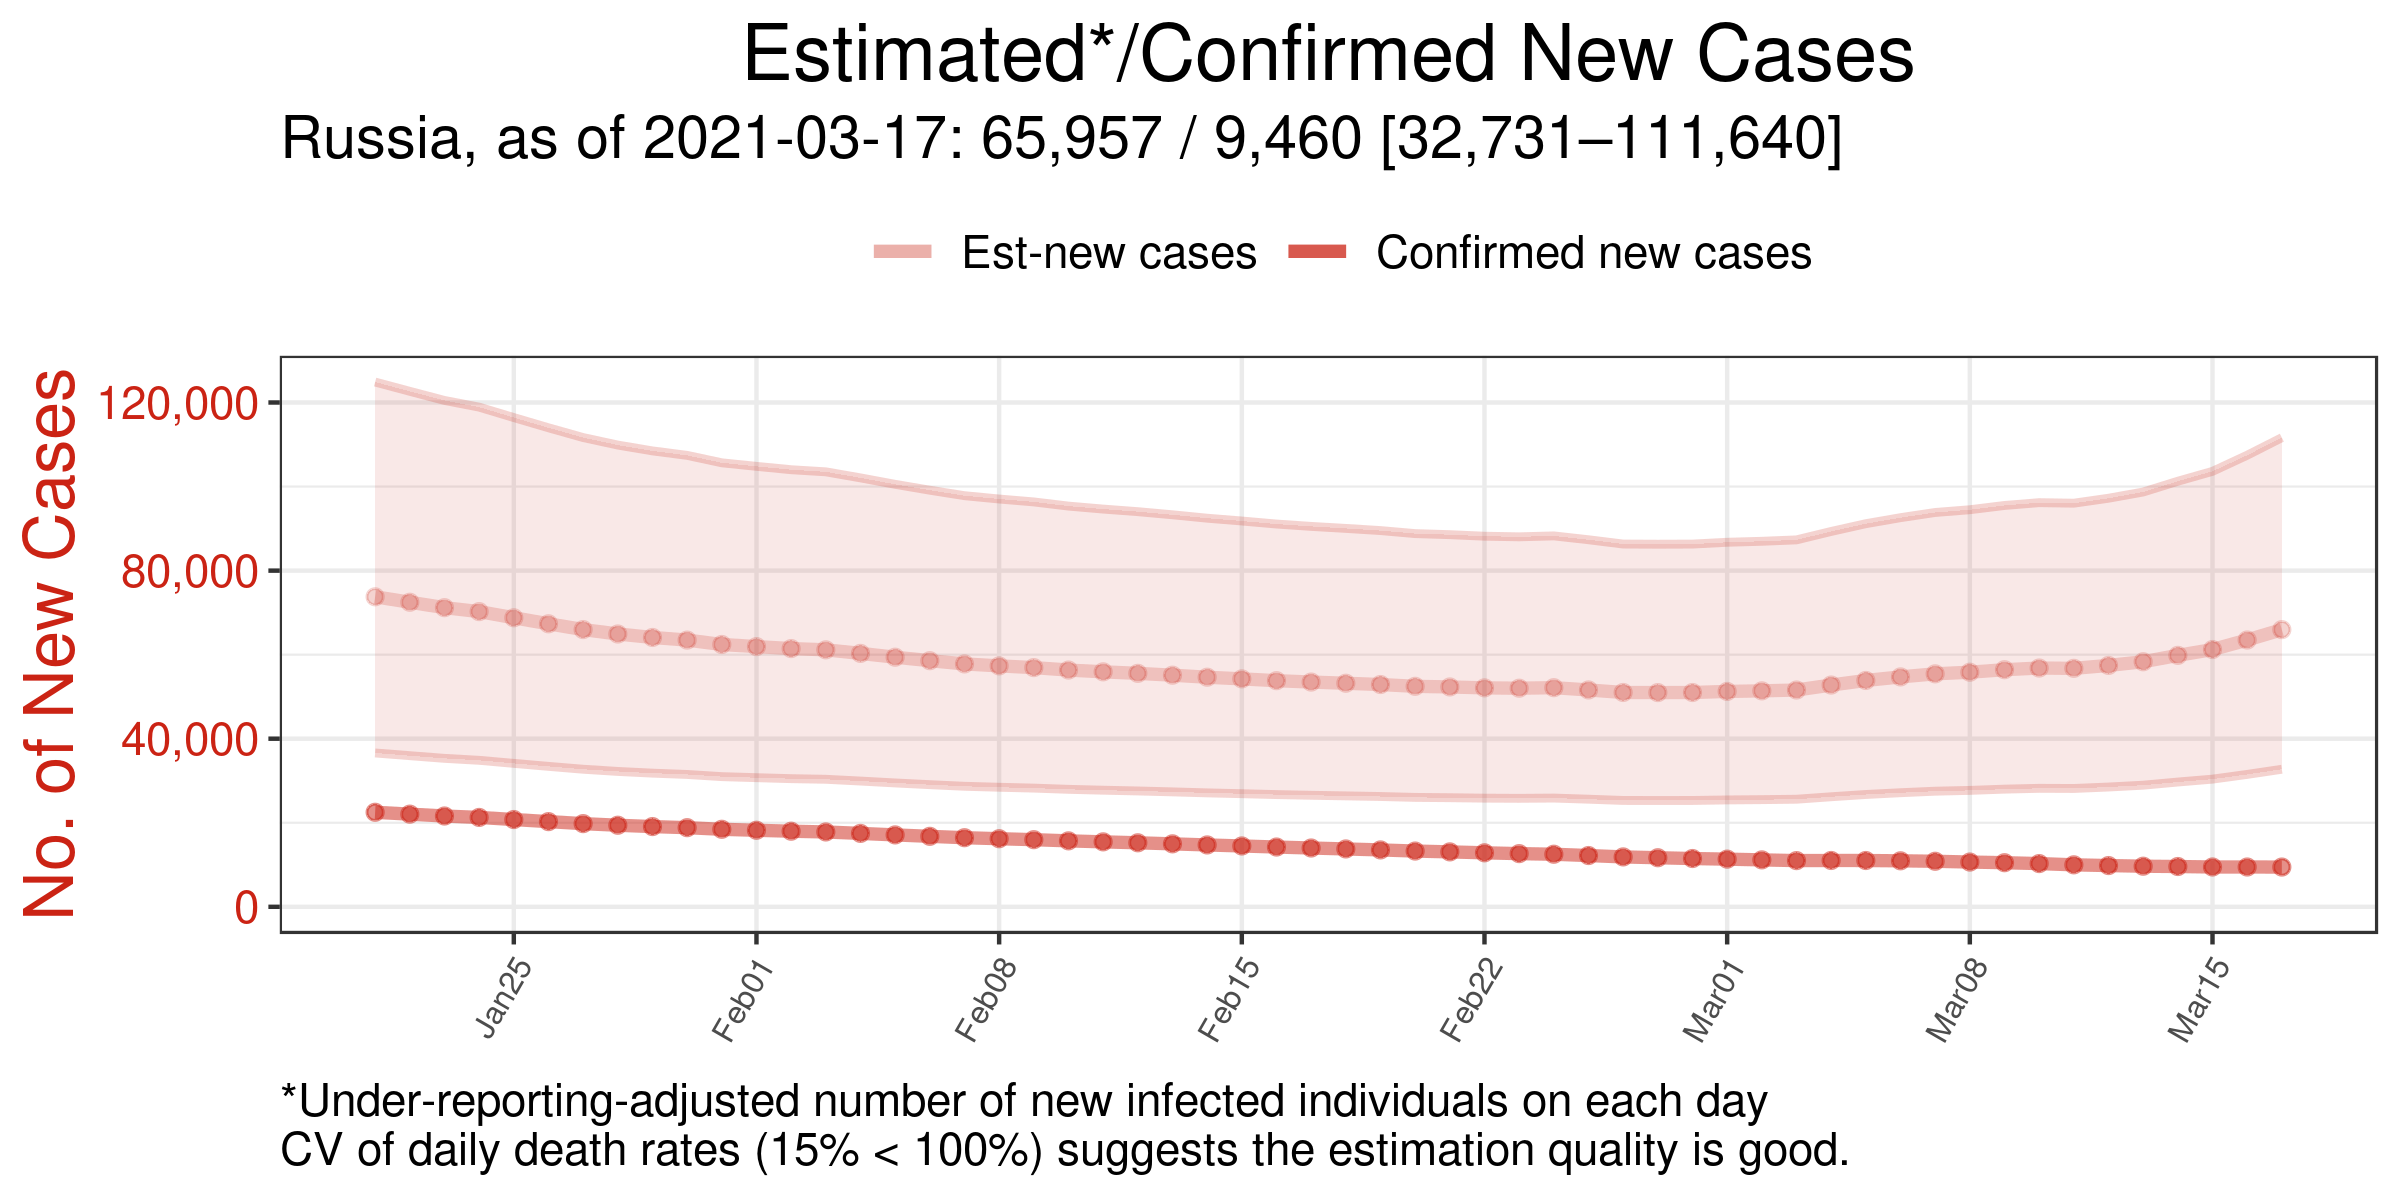 Estimated*/Confirmed New Cases
Russia, as of 2021-03-17: 65,957 / 9,460 [32,731–111,640]
Est-new cases
Confirmed new cases
No. of New Cases
120,000
80,000
40,000
0
Jan25
Feb01
Feb08
Feb15
Feb22
Mar01
Mar08
Mar15
*Under-reporting-adjusted number of new infected individuals on each day
CV of daily death rates (15% < 100%) suggests the estimation quality is good.